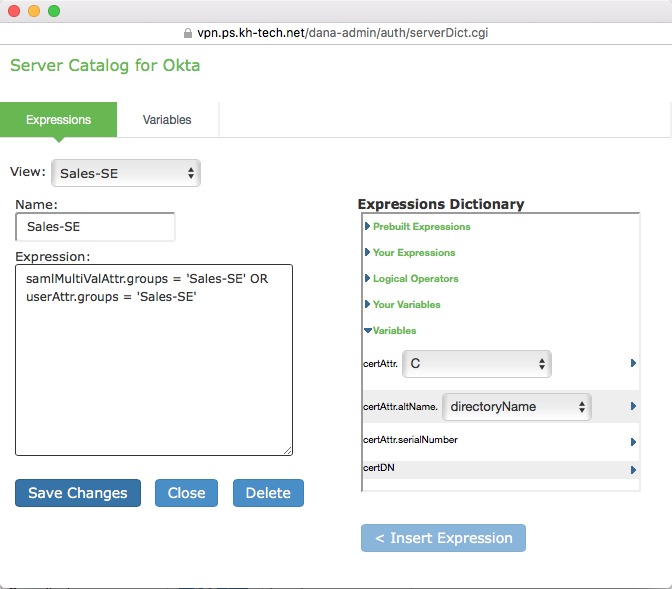 vpn.ps.kh-tech.net/dana-admin/auth/serverDict.cgi
Server Catalog for Okta
Expressions
Variables
View: Sales-SE
Name:
Sales-SE
Expression:
samlMultiValAttr.groups = 'Sales-SE' OR
userAttr.groups = 'Sales-SE'
Save Changes
Close
Delete
Expressions Dictionary
Prebuilt Expressions
Your Expressions
Logical Operators
Your Variables
Variables
certAttr. C
certAttr.altName. directoryName
certAttr.serialNumber
certDN
< Insert Expression